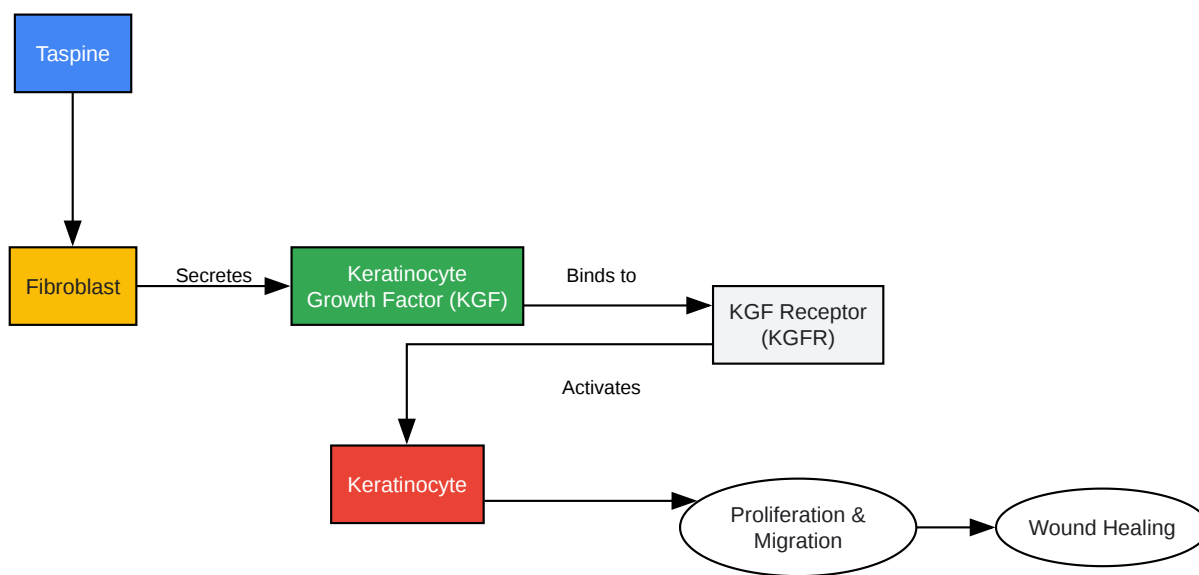 Taspine
Fibroblast
Secretes
Keratinocyte
Growth Factor (KGF)
Binds to
KGF Receptor
(KGFR)
Activates
Keratinocyte
Proliferation &
Migration
Wound Healing